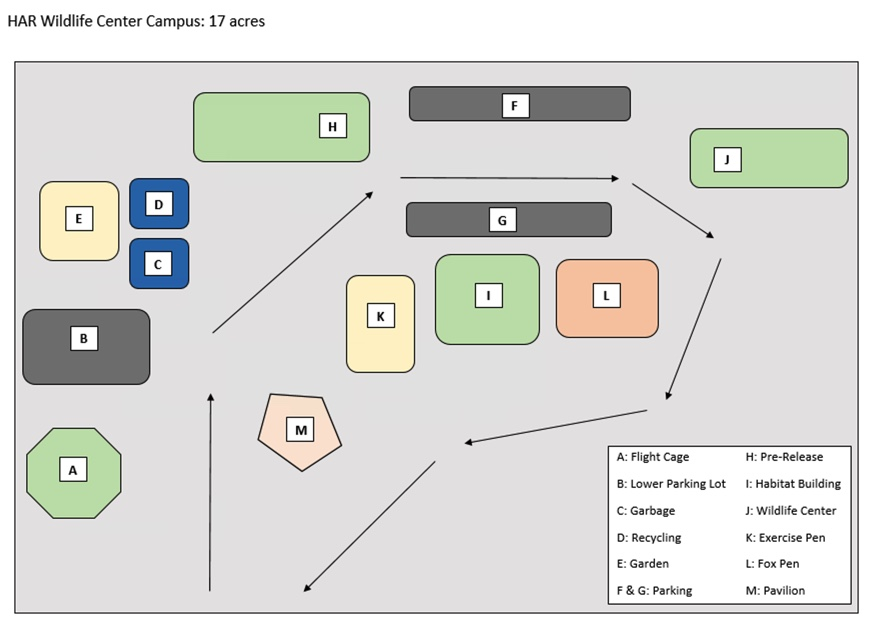 HAR Wildlife Center Campus: 17 acres
F
H
J
D
E
G
C
I
L
K
B
M
A
A: Flight Cage
H: Pre-Release
B: Lower Parking Lot
I: Habitat Building
C: Garbage
J: Wildlife Center
D: Recycling
K: Exercise Pen
E: Garden
L: Fox Pen
F & G: Parking
M: Pavilion